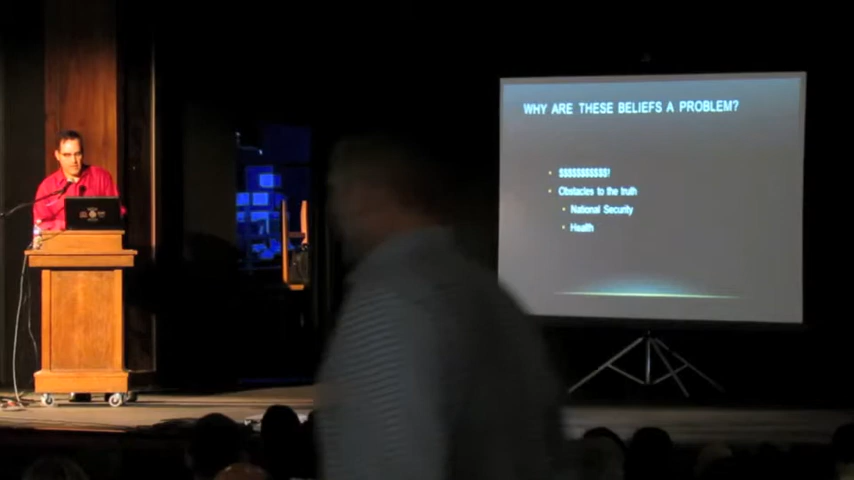 WHY ARE THESE BELIEFS A PROBLEM?
$$$$$$$$$$$!
Obstacles to the truth
National Security
Health